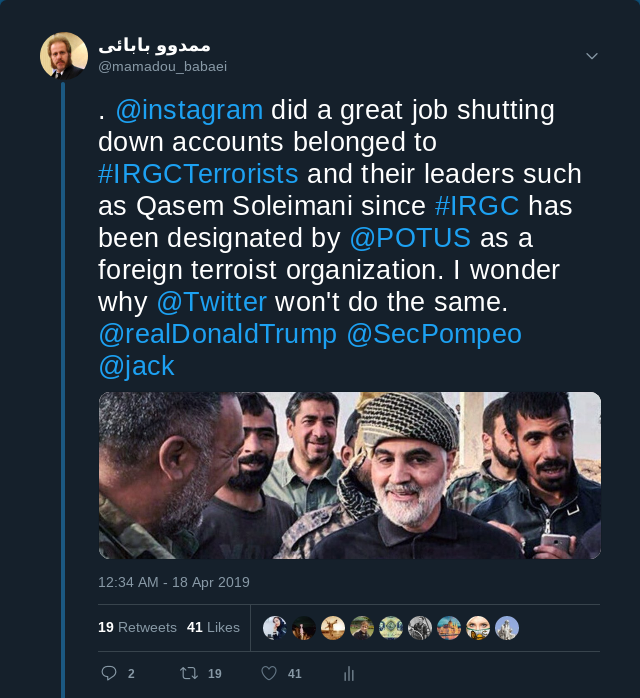 ممدوو بابائی
@mamadou_babaei
. @instagram did a great job shutting
down accounts belonged to
#IRGCTerrorists and their leaders such
as Qasem Soleimani since #IRGC has
been designated by @POTUS as a
foreign terroist organization. I wonder
why @Twitter won't do the same.
@realDonaldTrump @SecPompeo
@jack
12:34 AM - 18 Apr 2019
19 Retweets 41 Likes
2 19 41